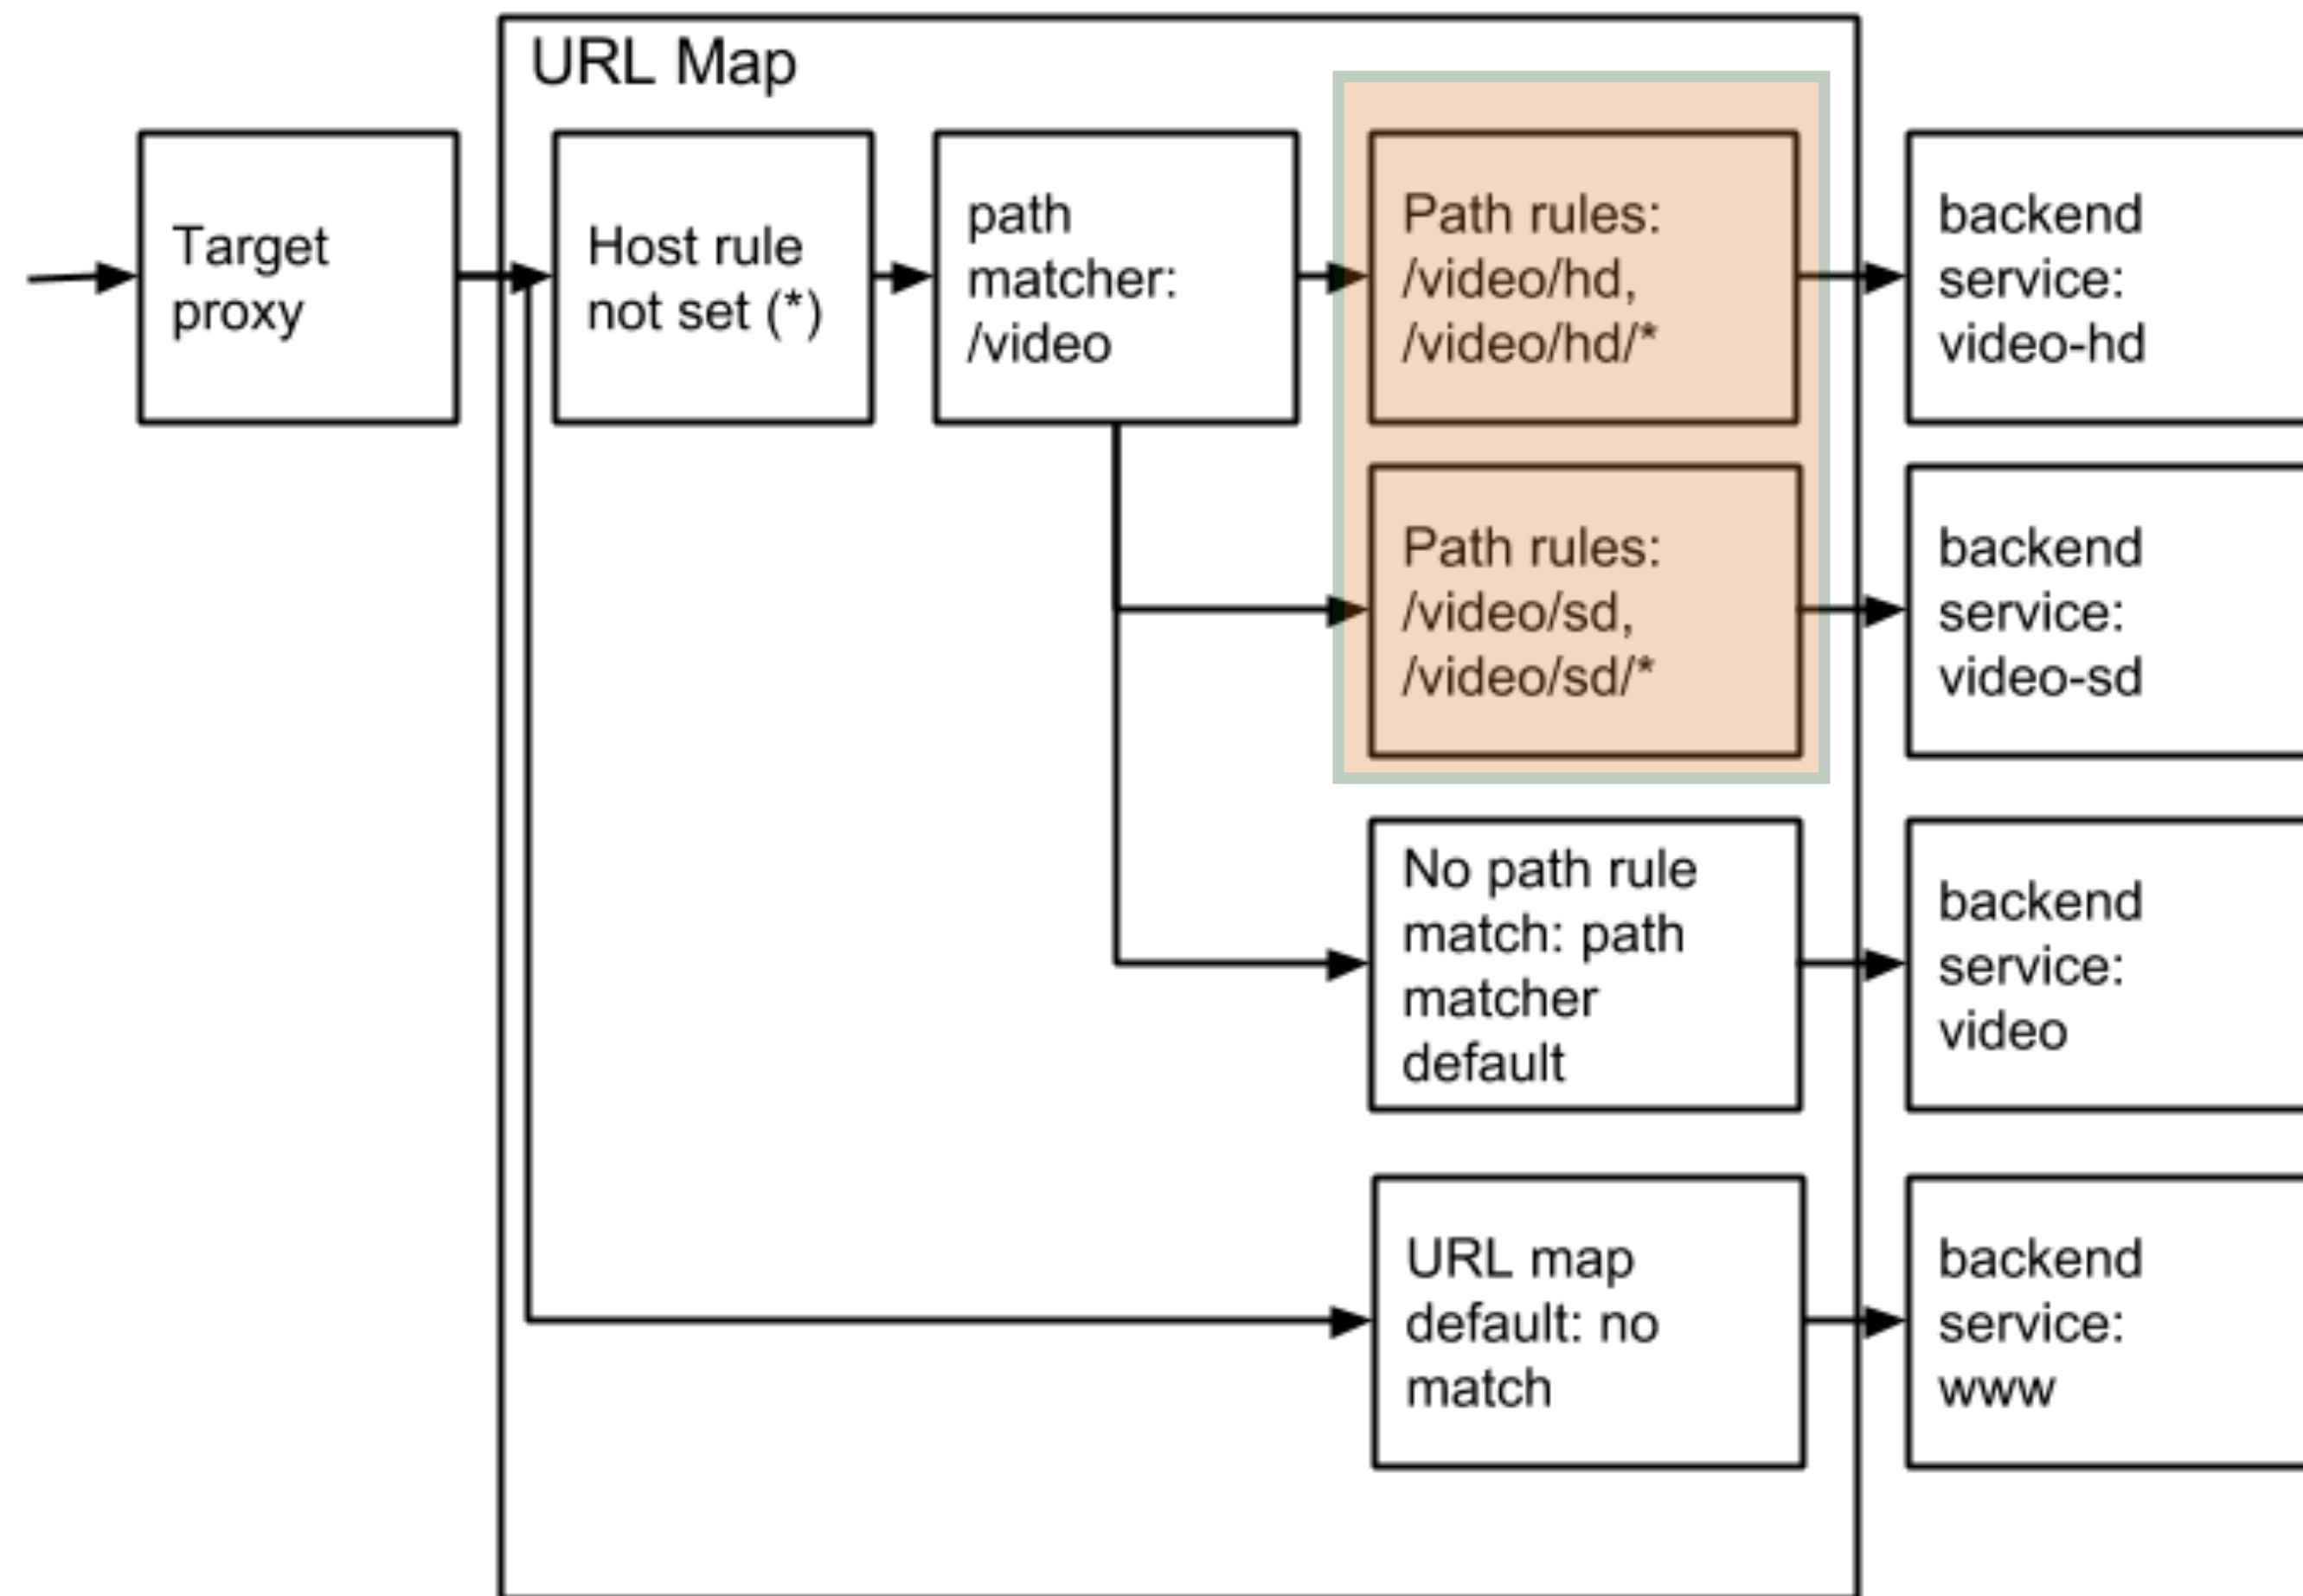 URL Map
Target
proxy
Host rule
not set (*)
path
matcher:
/video
Path rules:
/video/hd,
/video/hd/*
backend
service:
video-hd
Path rules:
/video/sd,
/video/sd/*
backend
service:
video-sd
No path rule
match: path
matcher
default
backend
service:
video
URL map
default: no
match
backend
service:
www